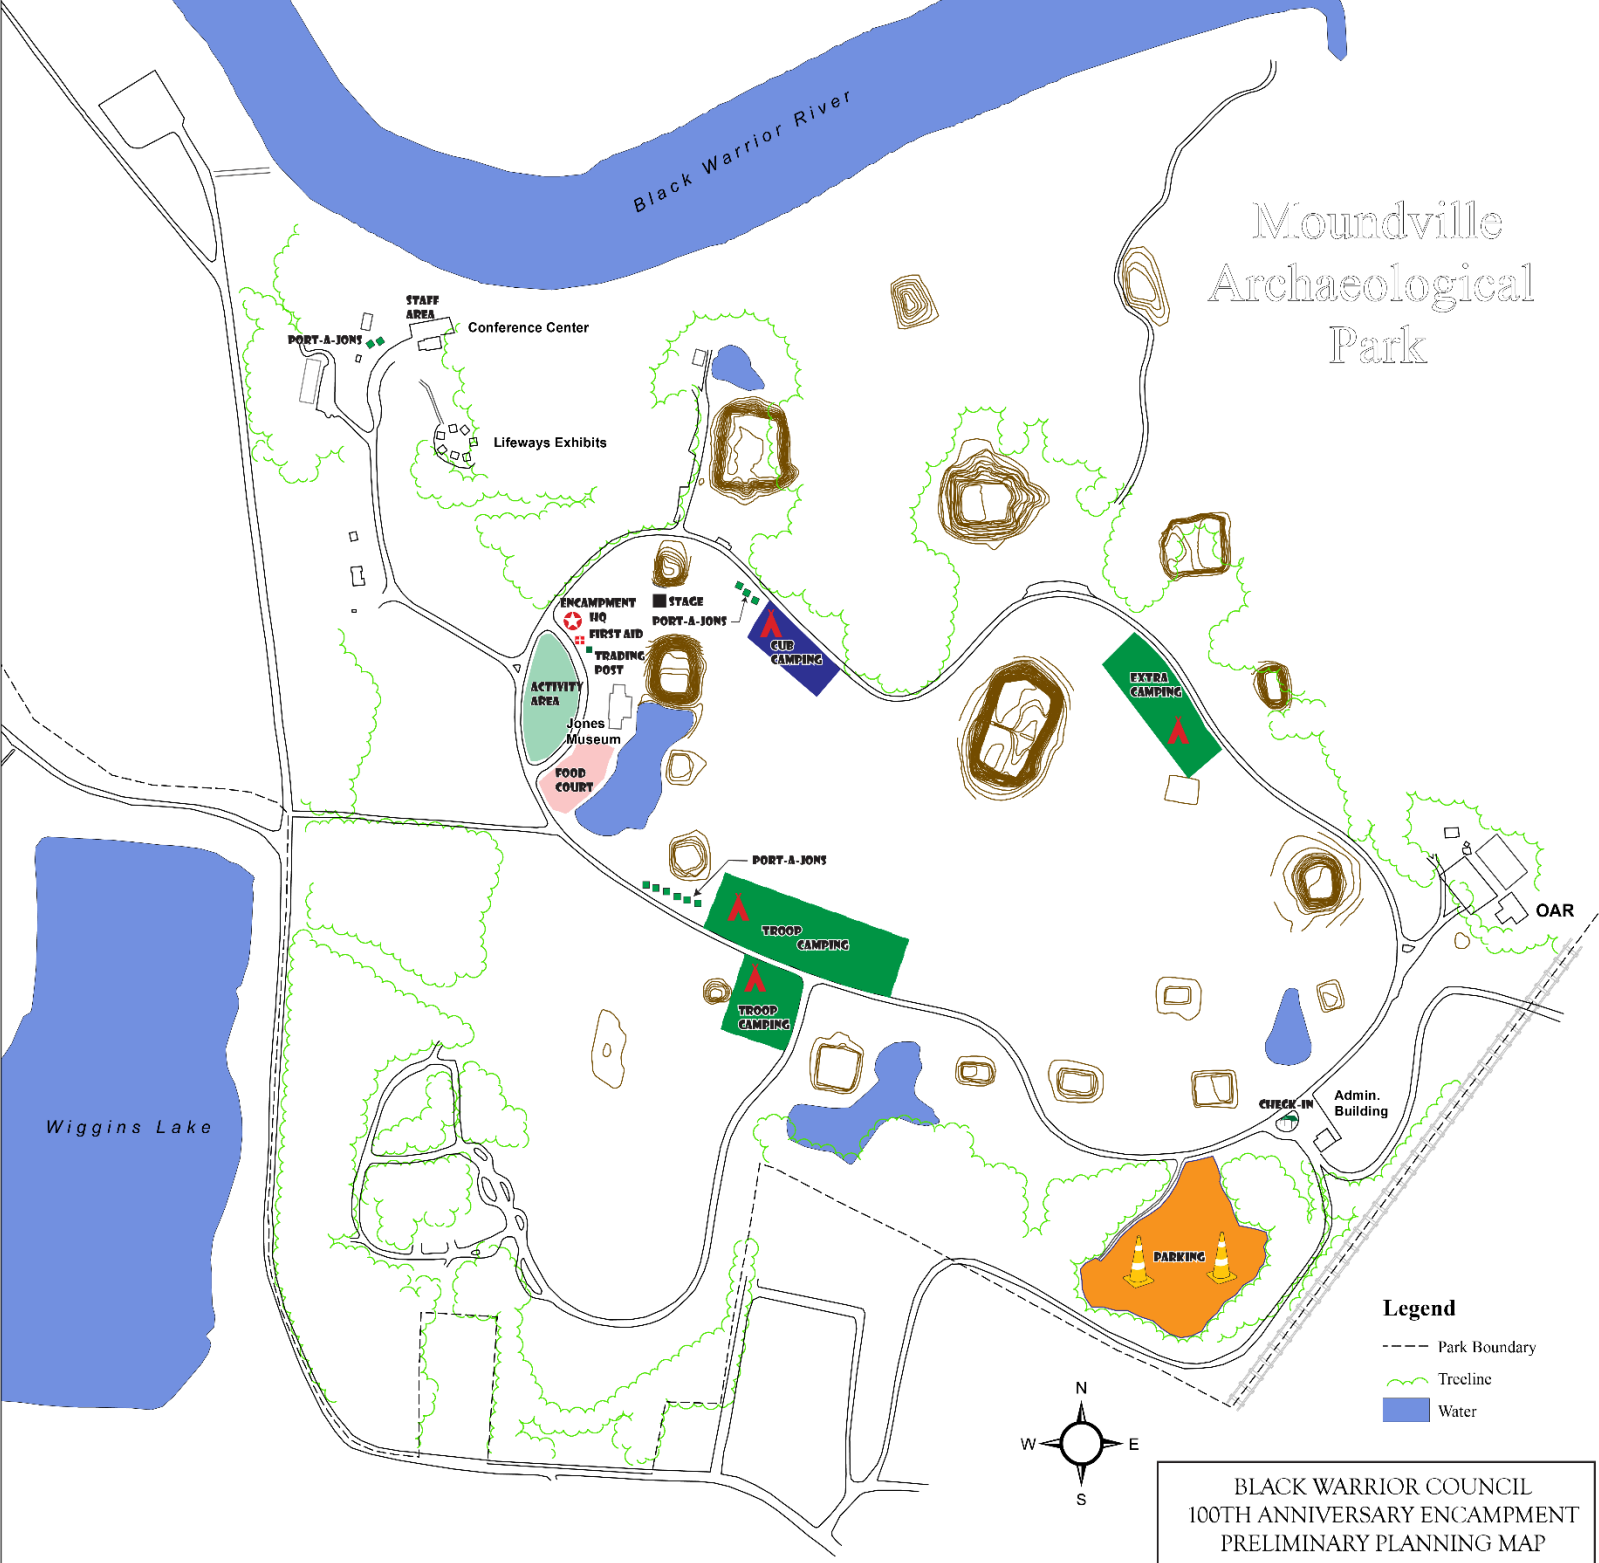 Black Warrior River
Moundville
Archaeological
Park
STAFF
AREA
Conference Center
PORT-A-JONS
Lifeways Exhibits
ENCAMPMENT
HQ
STAGE
PORT-A-JONS
FIRST AID
TRADING
POST
CUB
CAMPING
ACTIVITY
AREA
EXTRA
CAMPING
Jones
Museum
FOOD
COURT
PORT-A-JONS
TROOP
CAMPING
OAR
TROOP
CAMPING
Wiggins Lake
CHECK-IN
Admin.
Building
PARKING
Legend
Park Boundary
Treeline
Water
N
W
E
S
BLACK WARRIOR COUNCIL
100TH ANNIVERSARY ENCAMPMENT
PRELIMINARY PLANNING MAP